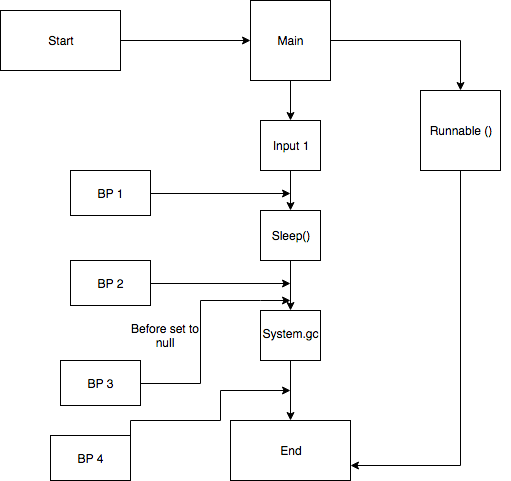 Start
Main
Runnable ()
Input 1
BP 1
Sleep()
BP 2
Before set to
null
System.gc
BP 3
End
BP 4